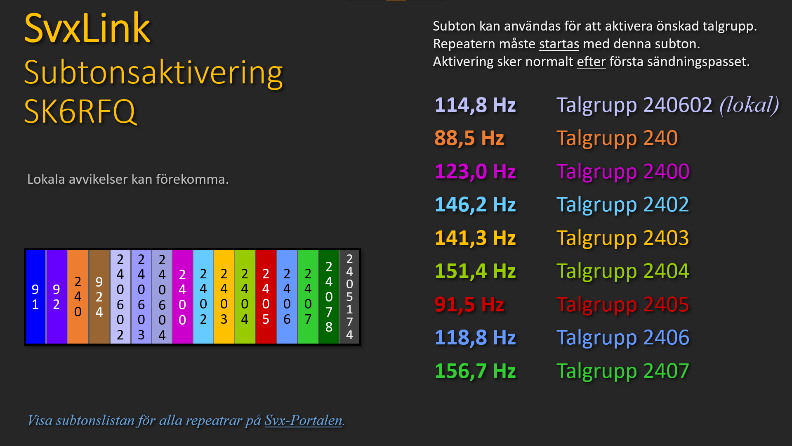 SvxLink
Subtonsaktivering
SK6RFQ
Lokala avvikelser kan förekomma.
91
92
240
924
240602
240603
240604
2400
2402
2403
2404
2405
2406
2407
24078
2405174
Visa subtonslistan för alla repeatrar på Svx-Portalen.
Subton kan användas för att aktivera önskad talgrupp.
Repeatern måste startas med denna subton.
Aktivering sker normalt efter första sändningspasset.
114,8 Hz Talgrupp 240602 (lokal)
88,5 Hz Talgrupp 240
123,0 Hz Talgrupp 2400
146,2 Hz Talgrupp 2402
141,3 Hz Talgrupp 2403
151,4 Hz Talgrupp 2404
91,5 Hz Talgrupp 2405
118,8 Hz Talgrupp 2406
156,7 Hz Talgrupp 2407